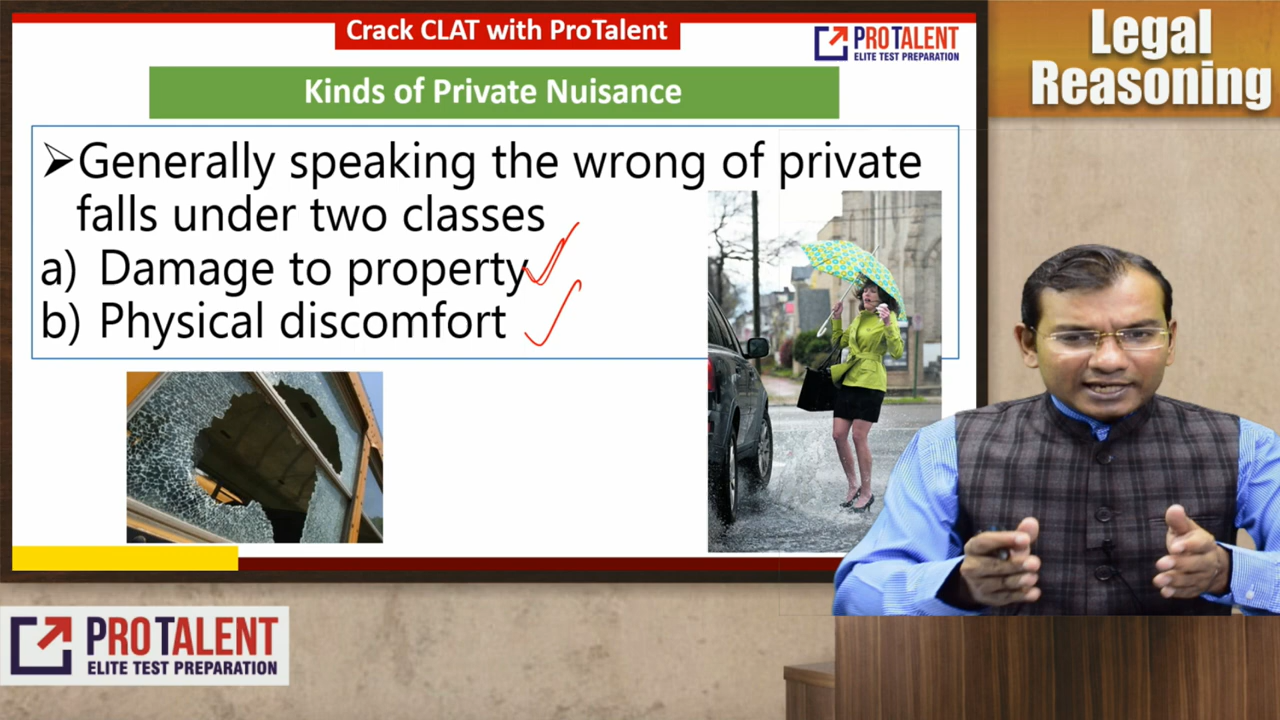 Crack CLAT with ProTalent
PROTALENT
ELITE TEST PREPARATION
Legal
Reasoning
Kinds of Private Nuisance
➤Generally speaking the wrong of private
falls under two classes
a) Damage to property
b) Physical discomfort
PROTALENT
ELITE TEST PREPARATION